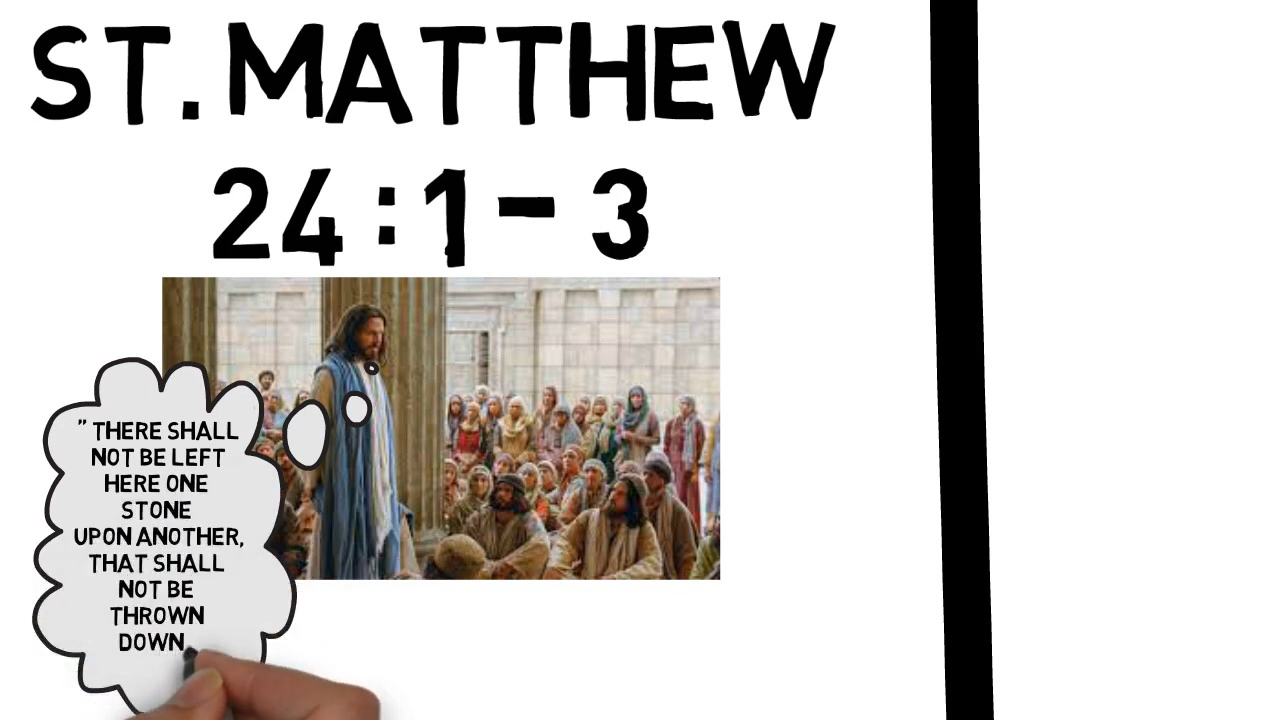 ST. MATTHEW
24:1-3
" THERE SHALL
NOT BE LEFT
HERE ONE
STONE
UPON ANOTHER,
THAT SHALL
NOT BE
THROWN
DOWN.